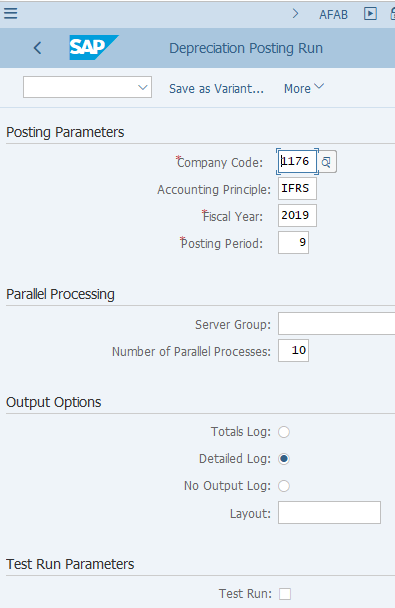 AFAB
SAP Depreciation Posting Run
Save as Variant... More
Posting Parameters
*Company Code: 1176
Accounting Principle: IFRS
*Fiscal Year: 2019
*Posting Period: 9
Parallel Processing
Server Group:
Number of Parallel Processes: 10
Output Options
Totals Log:
Detailed Log:
No Output Log:
Layout:
Test Run Parameters
Test Run: